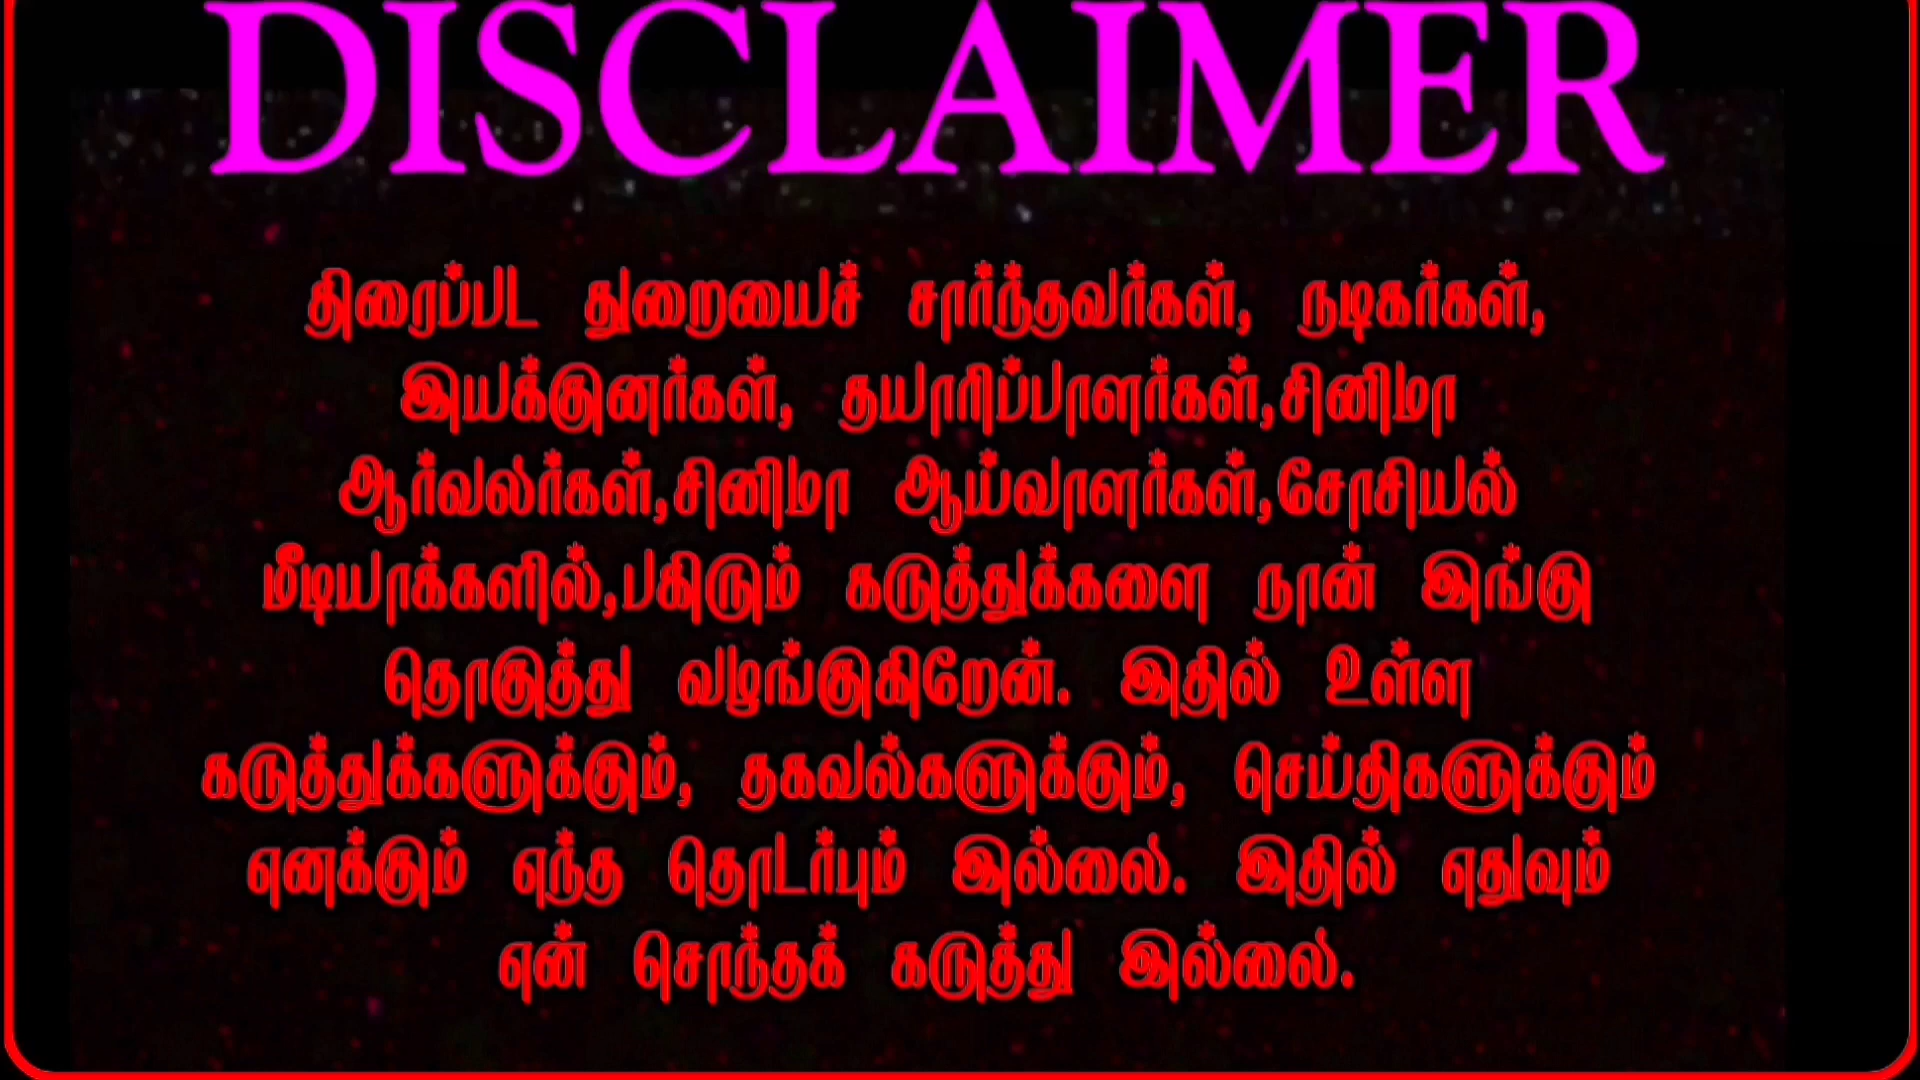 DISCLAIMER
திரைப்பட துறையைச் சார்ந்தவர்கள், நடிகர்கள்,
இயக்குனர்கள், தயாரிப்பாளர்கள்,சினிமா
ஆர்வலர்கள்,சினிமா ஆய்வாளர்கள்,சோசியல்
மீடியாக்களில்,பகிரும் கருத்துக்களை நான் இங்கு
தொகுத்து வழங்குகிறேன். இதில் உள்ள
கருத்துக்களுக்கும், தகவல்களுக்கும், செய்திகளுக்கும்
எனக்கும் எந்த தொடர்பும் இல்லை. இதில் எதுவும்
என் சொந்தக் கருத்து இல்லை.